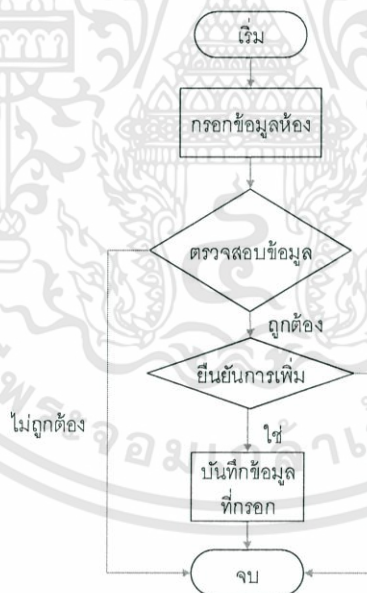 เริ่ม
กรอกข้อมูลห้อง
ตรวจสอบข้อมูล
ถูกต้อง
ยืนยันการเพิ่ม
ไม่ถูกต้อง
ใช่
บันทึกข้อมูล
ที่กรอก
จบ